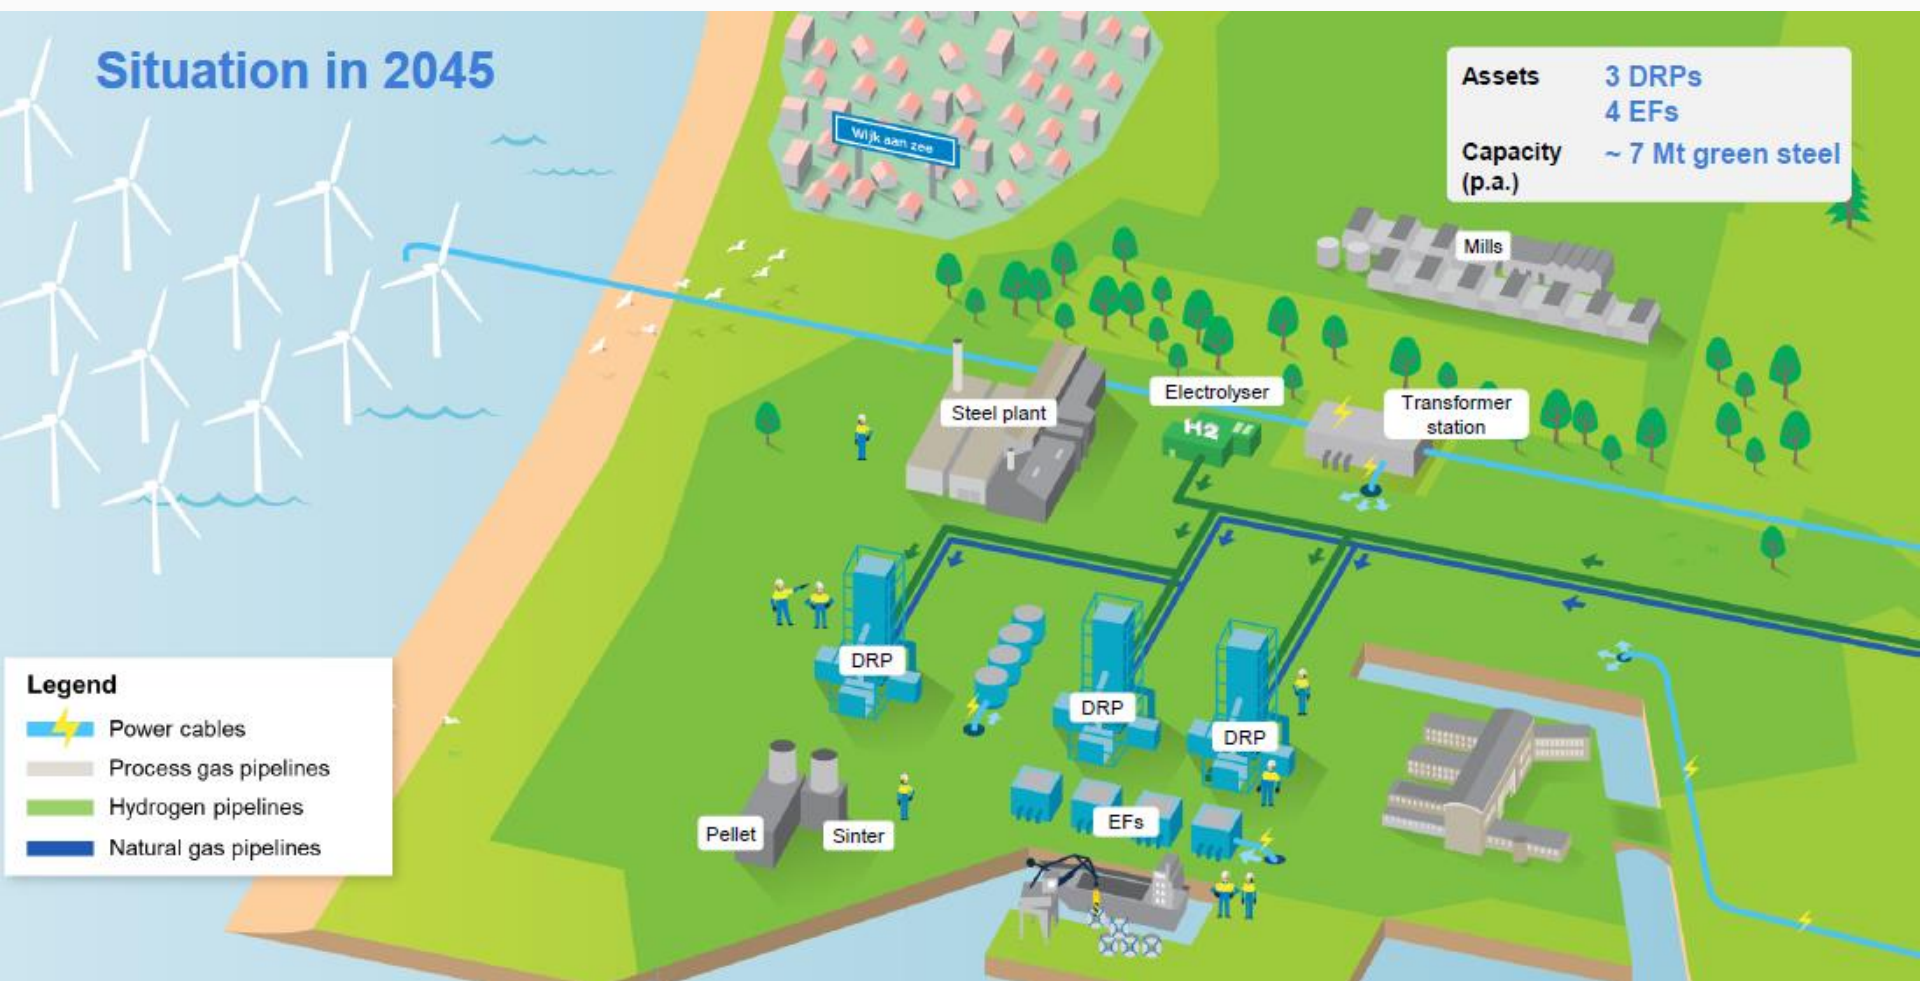 Situation in 2045
Assets 3 DRPs
4 EFs
Capacity ~ 7 Mt green steel
(p.a.)
Wijk aan zee
Mills
Electrolyser
Steel plant
Transformer
station
H2
DRP
DRP
DRP
Pellet
Sinter
EFs
Legend
Power cables
Process gas pipelines
Hydrogen pipelines
Natural gas pipelines